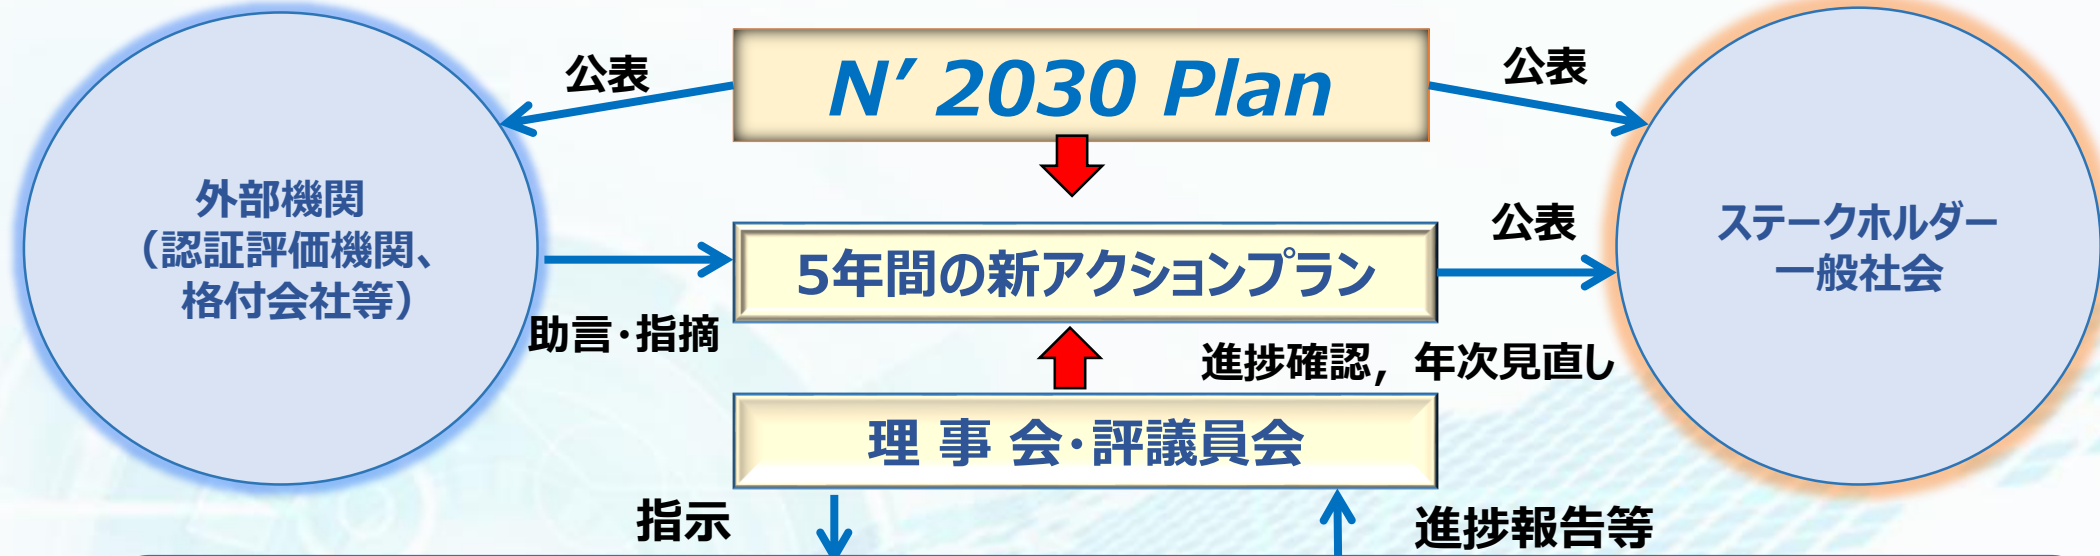 公表
N’ 2030 Plan
公表
外部機関
（認証評価機関、
格付会社等）
公表
5年間の新アクションプラン
ステークホルダー
一般社会
助言・指摘
進捗確認，年次見直し
理 事 会・評議員会
指示
進捗報告等